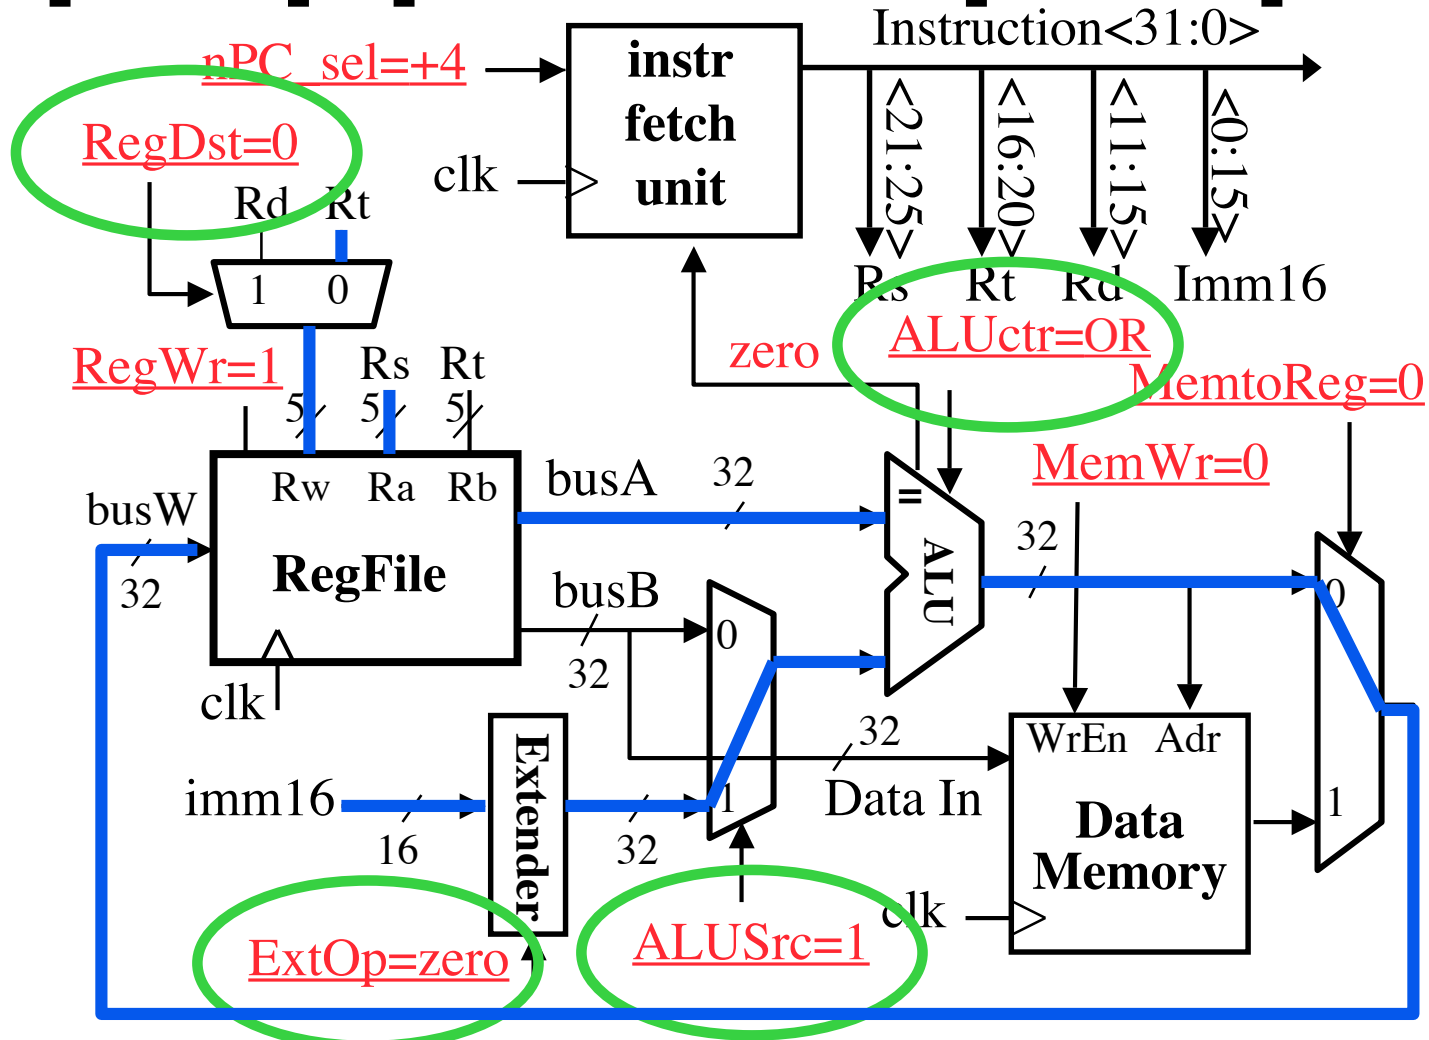 Instruction<31:0>
nPC_sel=+4
instr
fetch
unit
clk
<21:25>
<16:20>
<11:15>
<0:15>
RegDst=0
Rd
Rt
1
0
Rs
Rt
Rd
Imm16
ALUctr=OR
zero
MemtoReg=0
RegWr=1
Rs
Rt
5
5
5
Rw
Ra
Rb
RegFile
busW
32
clk
busA
32
busB
32
=
ALU
32
MemWr=0
0
1
0
1
imm16
16
Extender
32
32
Data In
WrEn
Adr
Data
Memory
clk
ExtOp=zero
ALUSrc=1